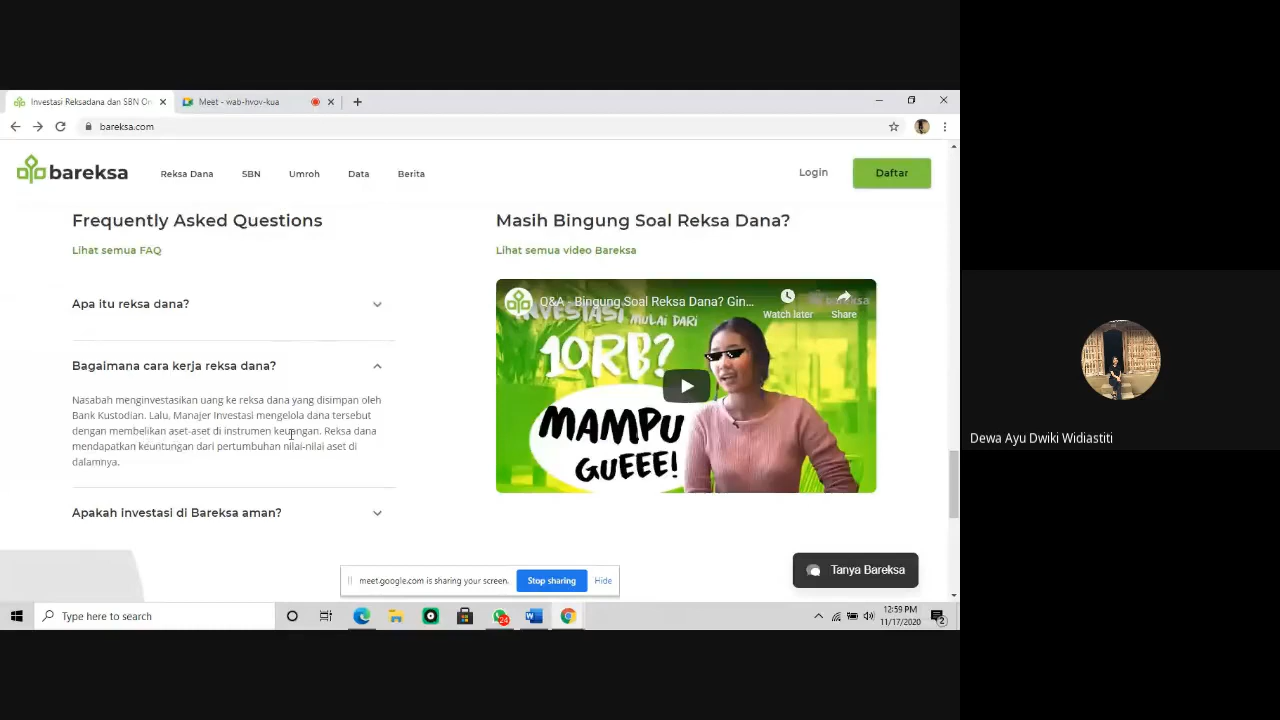 Investasi Reksadana dan SBN On
Meet - wab-hvov-kua
bareksa.com
bareksa
Reksa Dana
SBN
Umroh
Data
Berita
Login
Daftar
Frequently Asked Questions
Lihat semua FAQ
Apa itu reksa dana?
Bagaimana cara kerja reksa dana?
Nasabah menginvestasikan uang ke reksa dana yang disimpan oleh
Bank Kustodian. Lalu, Manajer Investasi mengelola dana tersebut
dengan membelikan aset-aset di instrumen keuangan. Reksa dana
mendapatkan keuntungan dari pertumbuhan nilai-nilai aset di
dalamnya.
Apakah investasi di Bareksa aman?
Masih Bingung Soal Reksa Dana?
Lihat semua video Bareksa
Q&A - Bingung Soal Reksa Dana? Gin...
Watch later
Share
bareksa
INVESTASI MULAI DARI
10RB?
MAMPU
GUEEE!
Tanya Bareksa
meet.google.com is sharing your screen.
Stop sharing
Hide
Type here to search
24
12:59 PM
11/17/2020
2
Dewa Ayu Dwiki Widiastiti